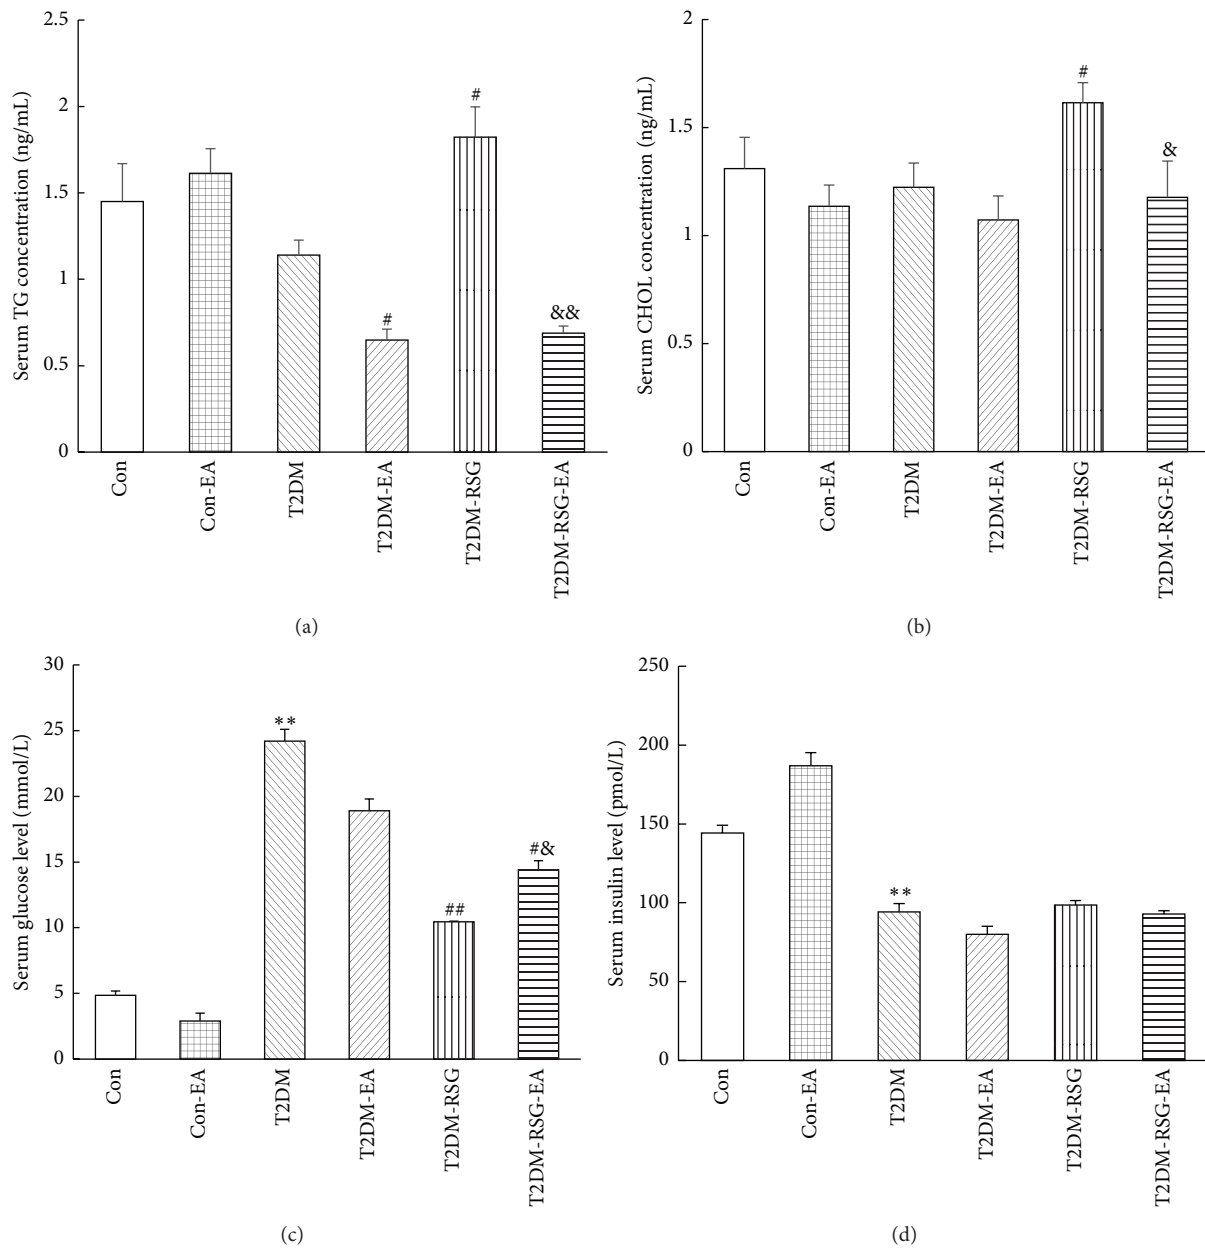 Serum TG concentration (ng/mL)
2.5
2
1.5
1
0.5
0
#
#
&&
Con
Con-EA
T2DM
T2DM-EA
T2DM-RSG
T2DM-RSG-EA
(a)
Serum CHOL concentration (ng/mL)
2
1.5
1
0.5
0
#
&
Con
Con-EA
T2DM
T2DM-EA
T2DM-RSG
T2DM-RSG-EA
(b)
Serum glucose level (mmol/L)
30
25
20
15
10
5
0
**
##
#&
Con
Con-EA
T2DM
T2DM-EA
T2DM-RSG
T2DM-RSG-EA
(c)
Serum insulin level (pmol/L)
250
200
150
100
50
0
**
Con
Con-EA
T2DM
T2DM-EA
T2DM-RSG
T2DM-RSG-EA
(d)